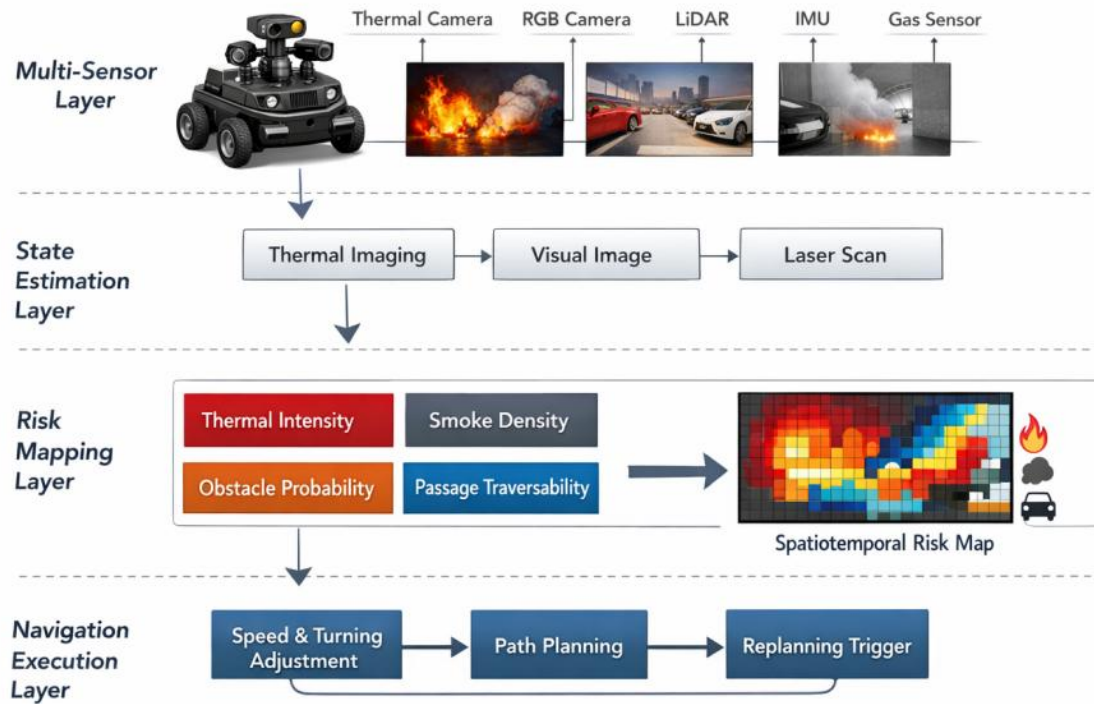 Thermal Camera
RGB Camera
LiDAR
IMU
Gas Sensor
Multi-Sensor
Layer
State
Estimation
Layer
Thermal Imaging
Visual Image
Laser Scan
Risk
Mapping
Layer
Thermal Intensity
Smoke Density
Obstacle Probability
Passage Traversability
Spatiotemporal Risk Map
Navigation
Execution
Layer
Speed & Turning
Adjustment
Path Planning
Replanning Trigger